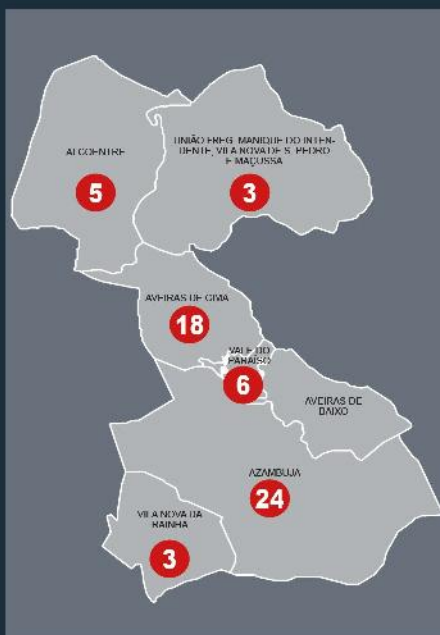 ALCOENTRE
5
UNIÃO FREG. MANIQUE DO INTEN-
DENTE, VILA NOVA DE S. PEDRO
E MAÇUSSA
3
AVEIRAS DE CIMA
18
VALE DO
PARAÍSO
6
AVEIRAS DE
BAIXO
AZAMBUJA
24
VILA NOVA DA
RAINHA
3